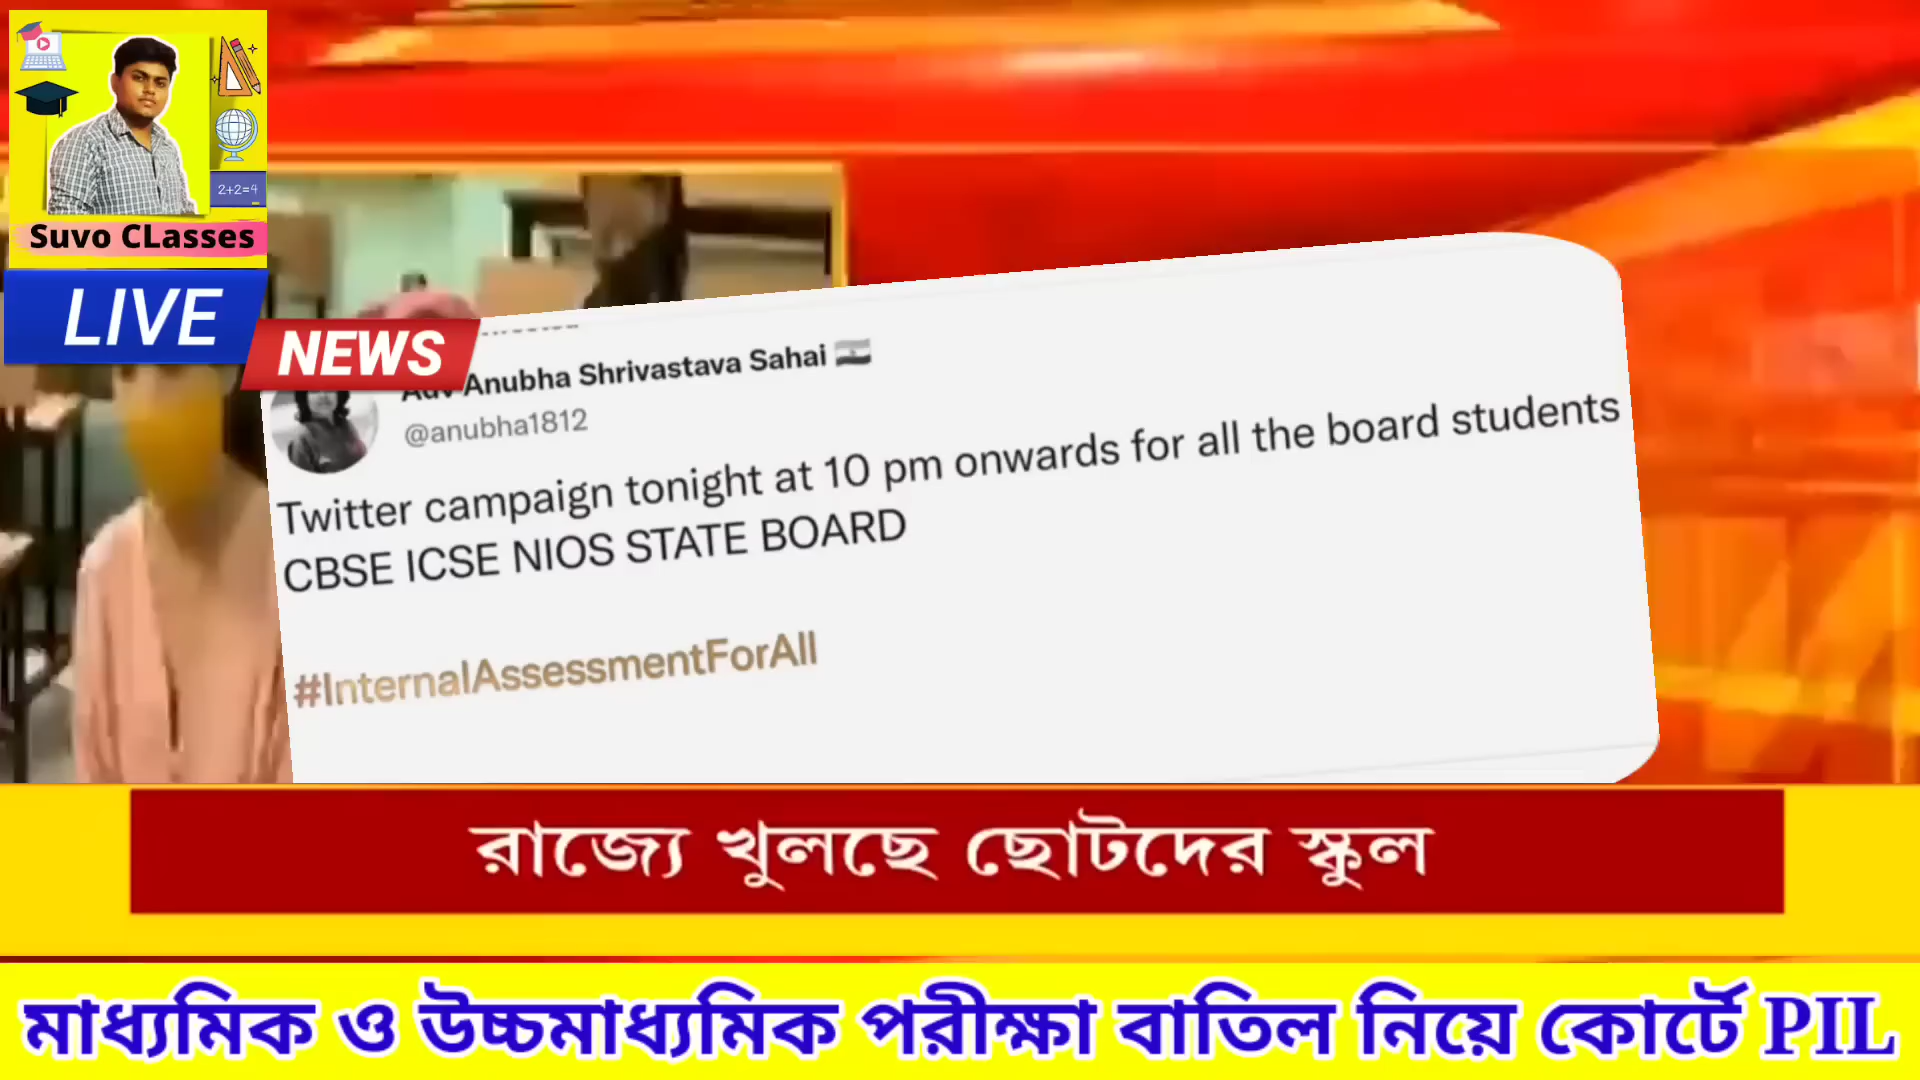 2+2=4
Suvo CLasses
LIVE
NEWS
Adv Anubha Shrivastava Sahai
@anubha1812
Twitter campaign tonight at 10 pm onwards for all the board students
CBSE ICSE NIOS STATE BOARD
#InternalAssessmentForAll
রাজ্যে খুলছে ছোটদের স্কুল
মাধ্যমিক ও উচ্চমাধ্যমিক পরীক্ষা বাতিল নিয়ে কোর্টে PIL